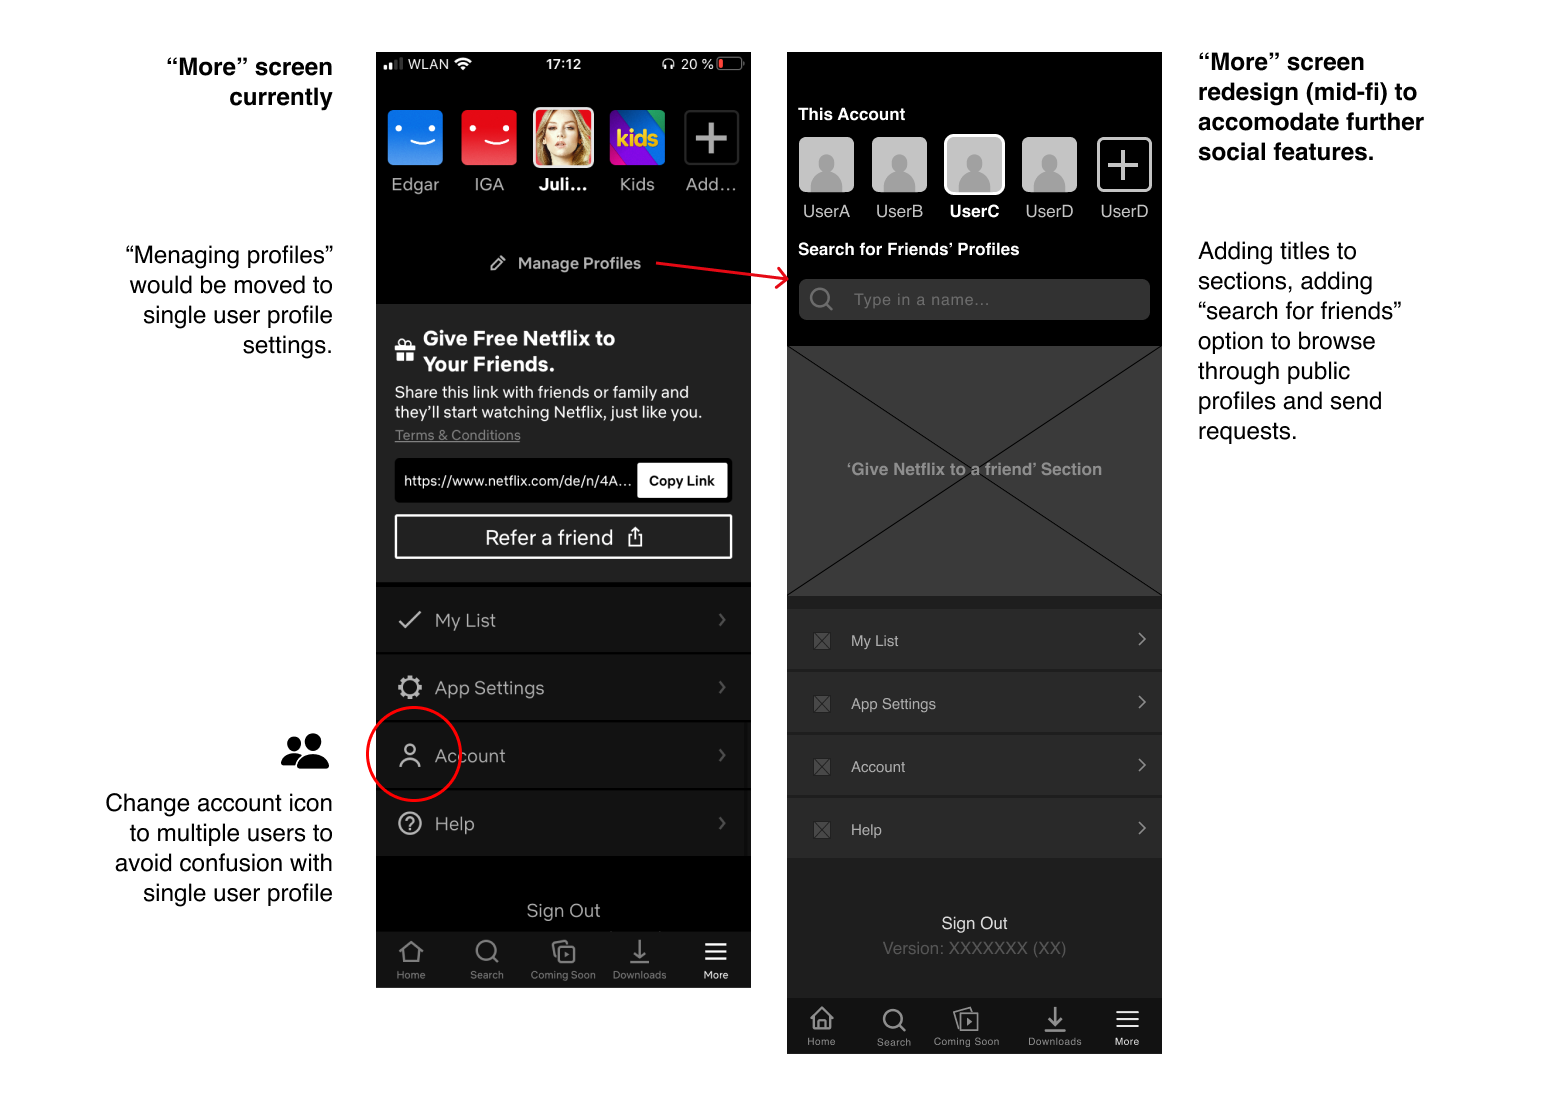 “More” screen
currently
“Menaging profiles”
would be moved to
single user profile
settings.
Change account icon
to multiple users to
avoid confusion with
single user profile
WLAN 17:12 20 %
kids
Edgar IGA Juli... Kids Add...
Manage Profiles
Give Free Netflix to
Your Friends.
Share this link with friends or family and
they’ll start watching Netflix, just like you.
Terms & Conditions
https://www.netflix.com/de/n/4A... Copy Link
Refer a friend
My List
App Settings
Account
Help
Sign Out
Home Search Coming Soon Downloads More
This Account
UserA UserB UserC UserD UserD
Search for Friends’ Profiles
Type in a name...
‘Give Netflix to a friend’ Section
My List
App Settings
Account
Help
Sign Out
Version: XXXXXXX (XX)
Home Search Coming Soon Downloads More
“More” screen
redesign (mid-fi) to
accomodate further
social features.
Adding titles to
sections, adding
“search for friends”
option to browse
through public
profiles and send
requests.